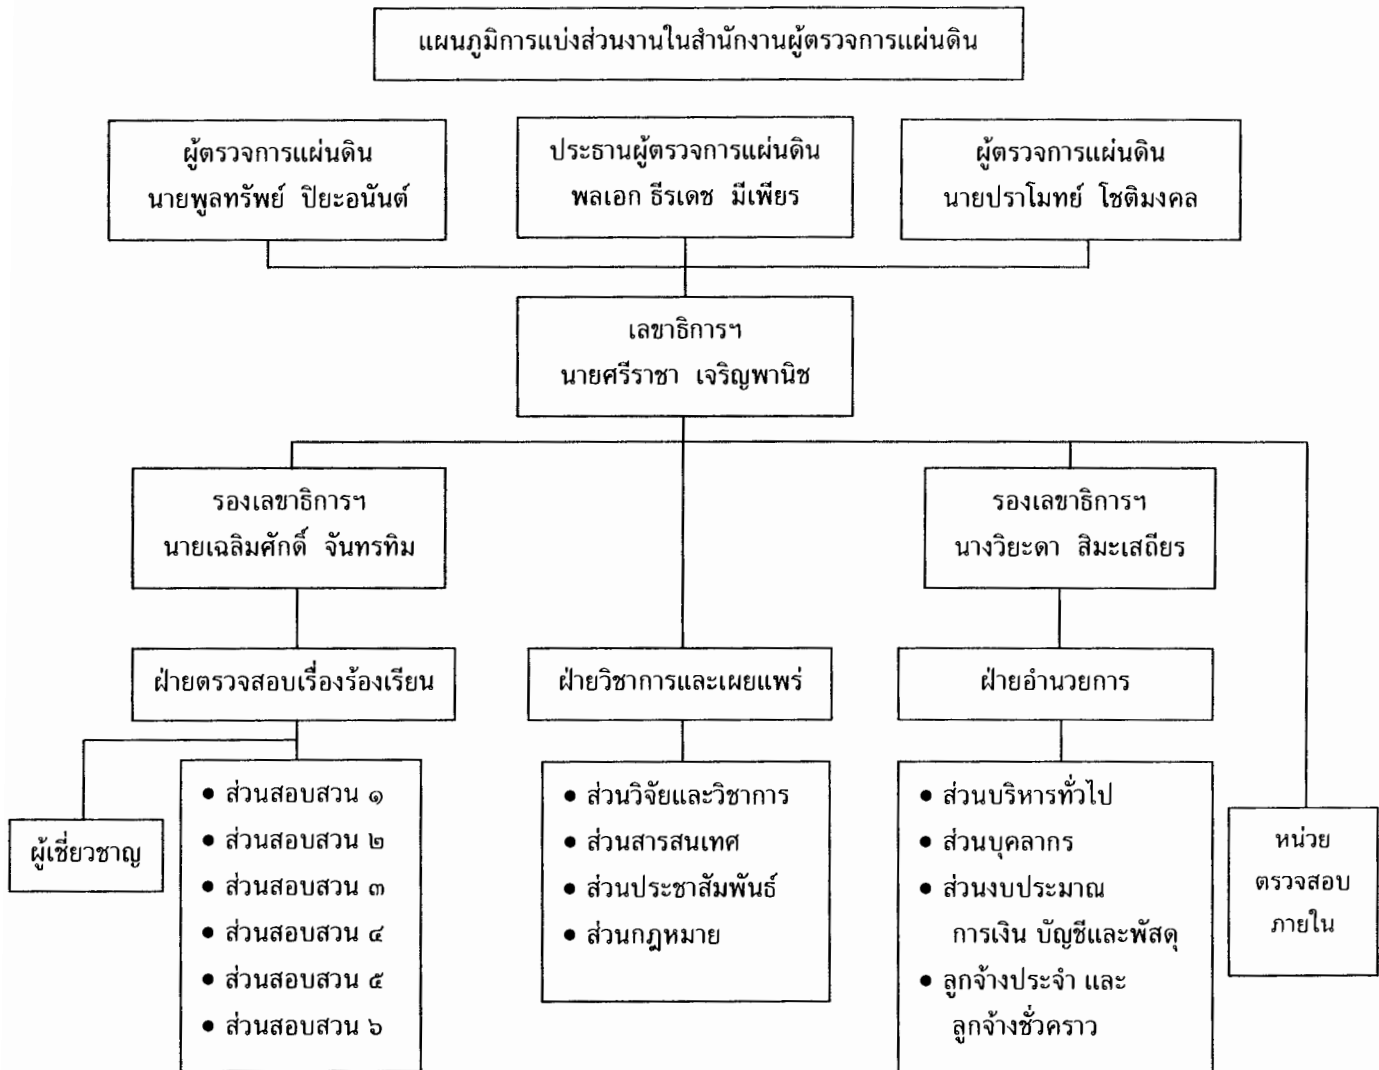 แผนภูมิการแบ่งส่วนงานในสำนักงานผู้ตรวจการแผ่นดิน
ผู้ตรวจการแผ่นดิน
นายพูลทรัพย์ ปิยะอนันต์
ประธานผู้ตรวจการแผ่นดิน
พลเอก ธีรเดช มีเพียร
ผู้ตรวจการแผ่นดิน
นายปราโมทย์ โชติมงคล
เลขาธิการฯ
นายศรีราชา เจริญพานิช
รองเลขาธิการฯ
นายเฉลิมศักดิ์ จันทรทิม
รองเลขาธิการฯ
นางวิยะดา สิมะเสถียร
ฝ่ายตรวจสอบเรื่องร้องเรียน
ฝ่ายวิชาการและเผยแพร่
ฝ่ายอำนวยการ
ผู้เชี่ยวชาญ
● ส่วนสอบสวน ๑
● ส่วนสอบสวน ๒
● ส่วนสอบสวน ๓
● ส่วนสอบสวน ๔
● ส่วนสอบสวน ๕
● ส่วนสอบสวน ๖
● ส่วนวิจัยและวิชาการ
● ส่วนสารสนเทศ
● ส่วนประชาสัมพันธ์
● ส่วนกฎหมาย
● ส่วนบริหารทั่วไป
● ส่วนบุคลากร
● ส่วนงบประมาณ
การเงิน บัญชีและพัสดุ
● ลูกจ้างประจำ และ
ลูกจ้างชั่วคราว
หน่วย
ตรวจสอบ
ภายใน